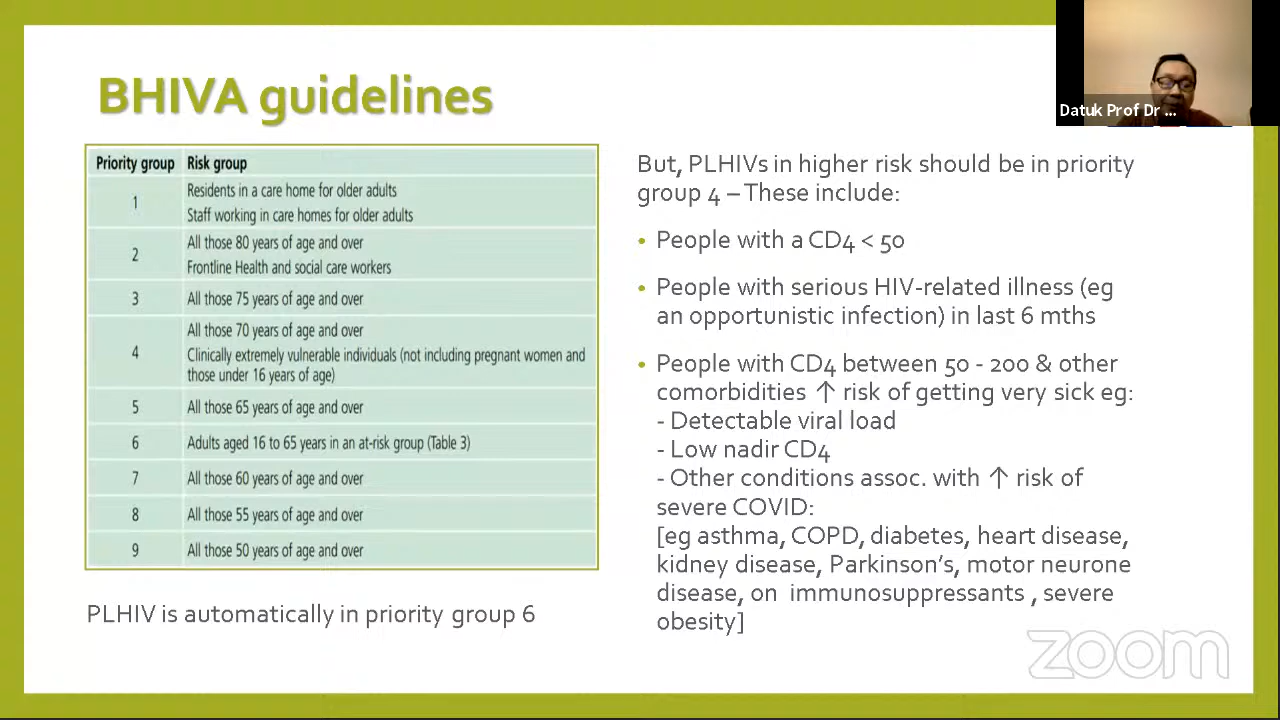 BHIVA guidelines
Datuk Prof Dr ...
Priority group Risk group
1
Residents in a care home for older adults
Staff working in care homes for older adults
2
All those 80 years of age and over
Frontline Health and social care workers
3 All those 75 years of age and over
4
All those 70 years of age and over
Clinically extremely vulnerable individuals (not including pregnant women and
those under 16 years of age)
5 All those 65 years of age and over
6 Adults aged 16 to 65 years in an at-risk group (Table 3)
7 All those 60 years of age and over
8 All those 55 years of age and over
9 All those 50 years of age and over
PLHIV is automatically in priority group 6
But, PLHIVs in higher risk should be in priority
group 4 – These include:
• People with a CD4 < 50
• People with serious HIV-related illness (eg
an opportunistic infection) in last 6 mths
• People with CD4 between 50 - 200 & other
comorbidities ↑ risk of getting very sick eg:
- Detectable viral load
- Low nadir CD4
- Other conditions assoc. with ↑ risk of
severe COVID:
[eg asthma, COPD, diabetes, heart disease,
kidney disease, Parkinson's, motor neurone
disease, on immunosuppressants , severe
obesity]
zoom